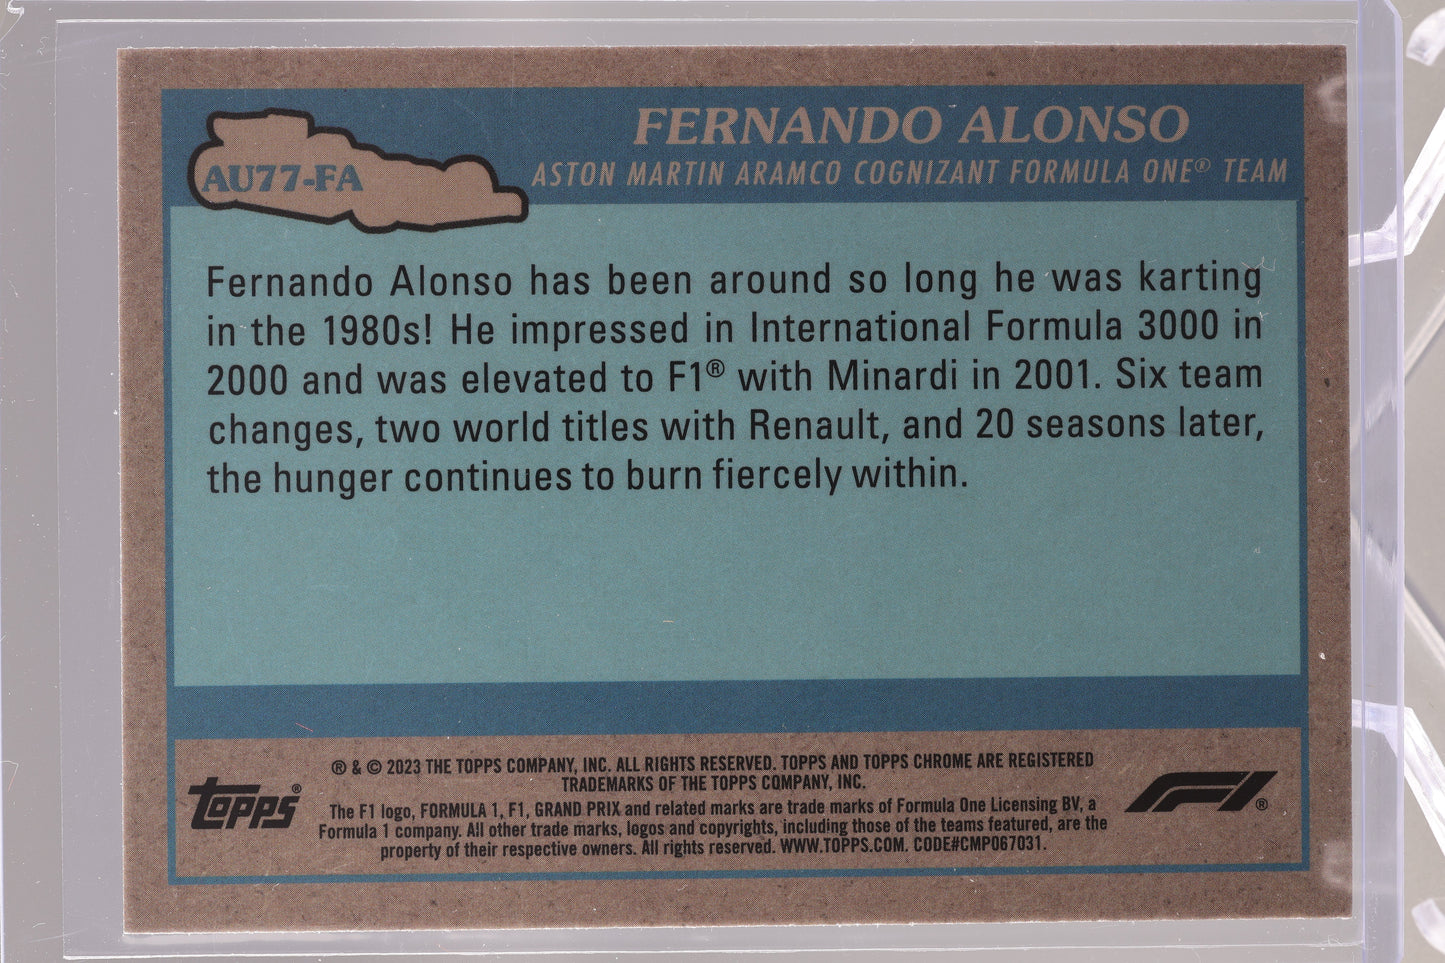 AU77-FA
FERNANDO ALONSO
ASTON MARTIN ARAMCO COGNIZANT FORMULA ONE® TEAM
Fernando Alonso has been around so long he was karting
in the 1980s! He impressed in International Formula 3000 in
2000 and was elevated to F1® with Minardi in 2001. Six team
changes, two world titles with Renault, and 20 seasons later,
the hunger continues to burn fiercely within.
® & © 2023 THE TOPPS COMPANY, INC. ALL RIGHTS RESERVED. TOPPS AND TOPPS CHROME ARE REGISTERED
TRADEMARKS OF THE TOPPS COMPANY, INC.
The F1 logo, FORMULA 1, F1, GRAND PRIX and related marks are trade marks of Formula One Licensing BV, a
Formula 1 company. All other trade marks, logos and copyrights, including those of the teams featured, are the
property of their respective owners. All rights reserved. WWW.TOPPS.COM. CODE#CMP067031.
TOPPS®
F1®